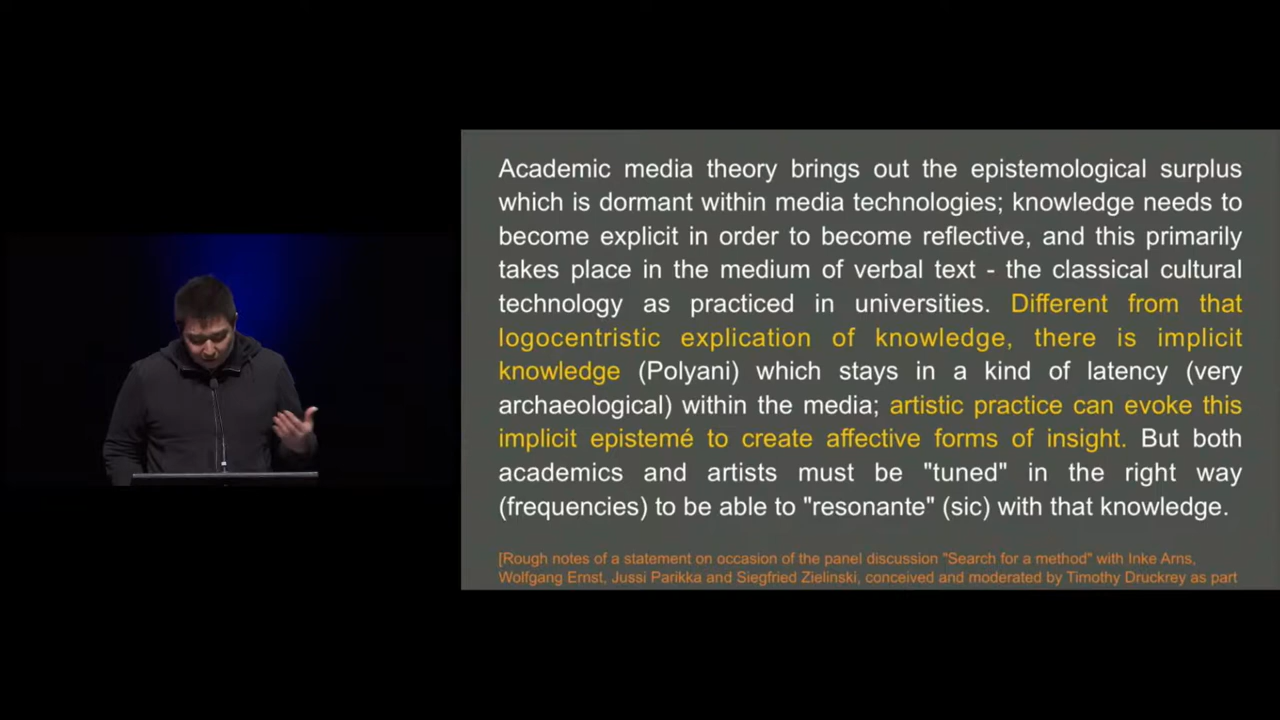 Academic media theory brings out the epistemological surplus
which is dormant within media technologies; knowledge needs to
become explicit in order to become reflective, and this primarily
takes place in the medium of verbal text - the classical cultural
technology as practiced in universities. Different from that
logocentristic explication of knowledge, there is implicit
knowledge (Polyani) which stays in a kind of latency (very
archaeological) within the media; artistic practice can evoke this
implicit epistemé to create affective forms of insight. But both
academics and artists must be "tuned" in the right way
(frequencies) to be able to "resonante" (sic) with that knowledge.
[Rough notes of a statement on occasion of the panel discussion "Search for a method" with Inke Arns,
Wolfgang Ernst, Jussi Parikka and Siegfried Zielinski, conceived and moderated by Timothy Druckrey as part